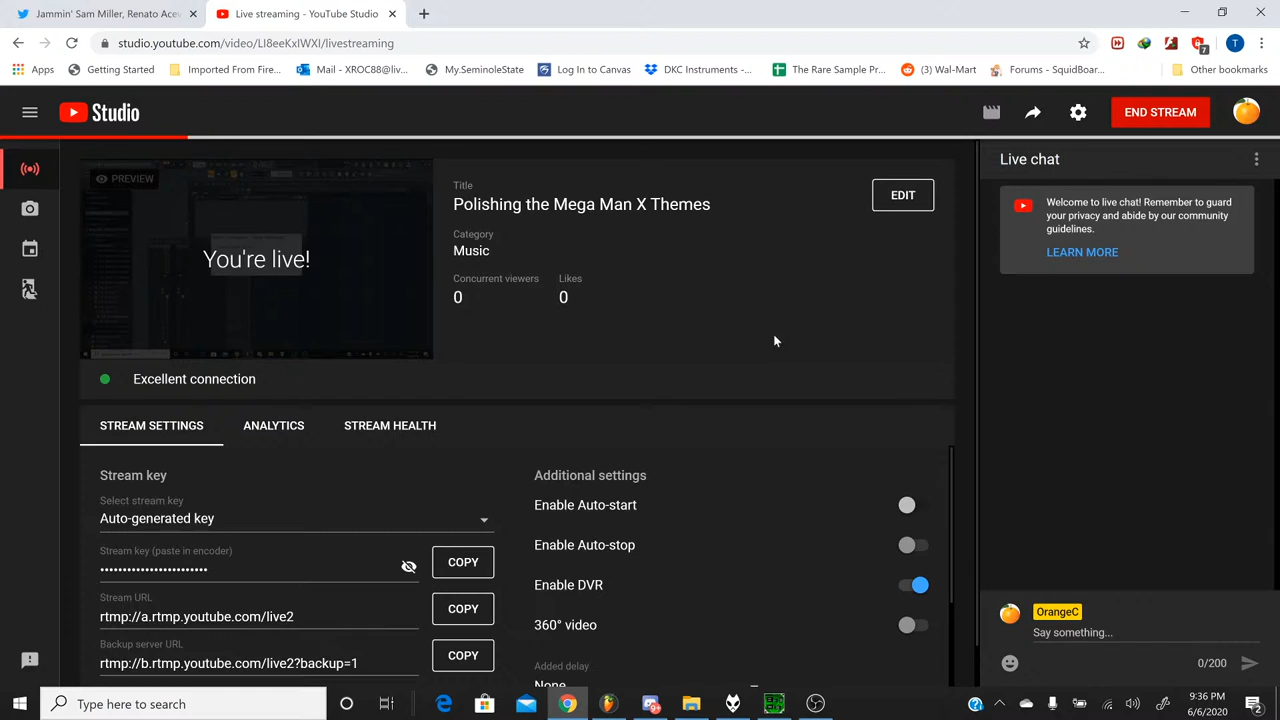 Jammin' Sam Miller, Renato Acev
Live streaming - YouTube Studio
studio.youtube.com/video/LI8eeKxIWXI/livestreaming
7
T
Apps
Getting Started
Imported From Fire...
Mail - XROC88@liv...
My.SeminoleState
Log In to Canvas
DKC Instruments -...
The Rare Sample Pr...
(3) Wal-Mart
Forums - SquidBoar...
Other bookmarks
Studio
END STREAM
PREVIEW
You're live!
Title
Polishing the Mega Man X Themes
EDIT
Category
Music
Concurrent viewers
Likes
0
0
Excellent connection
STREAM SETTINGS
ANALYTICS
STREAM HEALTH
Stream key
Select stream key
Auto-generated key
Stream key (paste in encoder)
••••••••••••••••••••••••
COPY
Stream URL
rtmp://a.rtmp.youtube.com/live2
COPY
Backup server URL
rtmp://b.rtmp.youtube.com/live2?backup=1
COPY
Additional settings
Enable Auto-start
Enable Auto-stop
Enable DVR
360° video
Added delay
None
Live chat
Welcome to live chat! Remember to guard
your privacy and abide by our community
guidelines.
LEARN MORE
OrangeC
Say something...
0/200
Type here to search
9:36 PM
6/6/2020
2